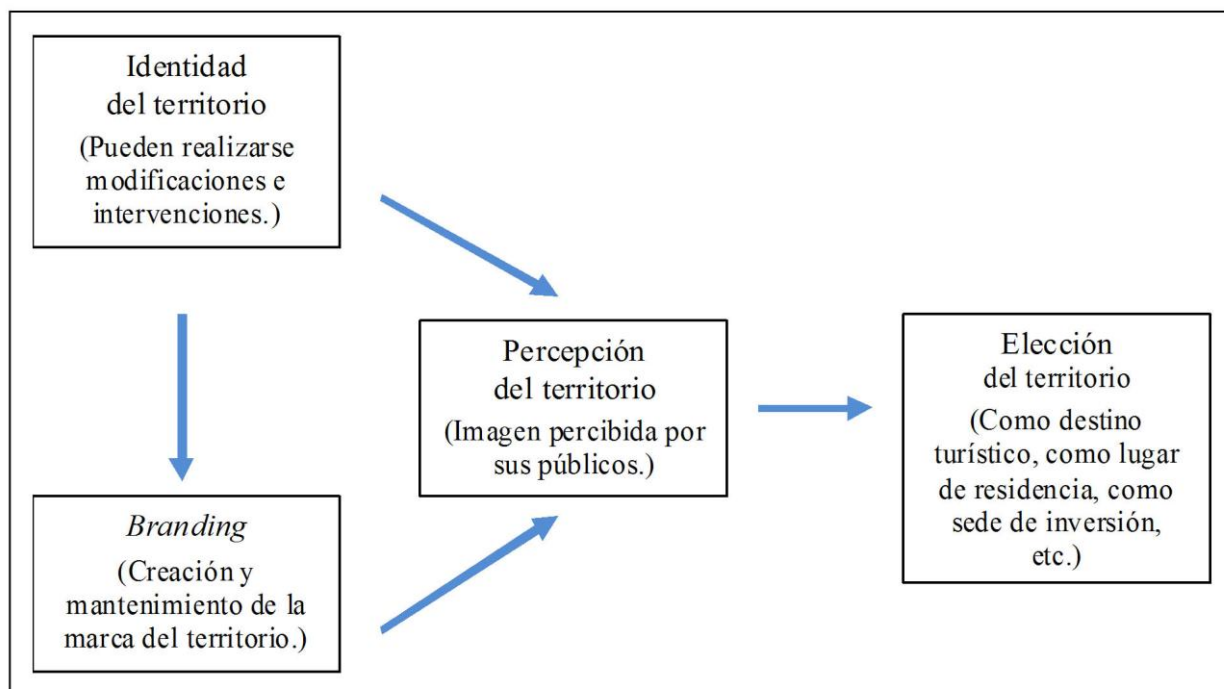 Identidad
del territorio
(Pueden realizarse
modificaciones e
intervenciones.)
Branding
(Creación y
mantenimiento de la
marca del territorio.)
Percepción
del territorio
(Imagen percibida por
sus públicos.)
Elección
del territorio
(Como destino
turístico, como lugar
de residencia, como
sede de inversión,
etc.)